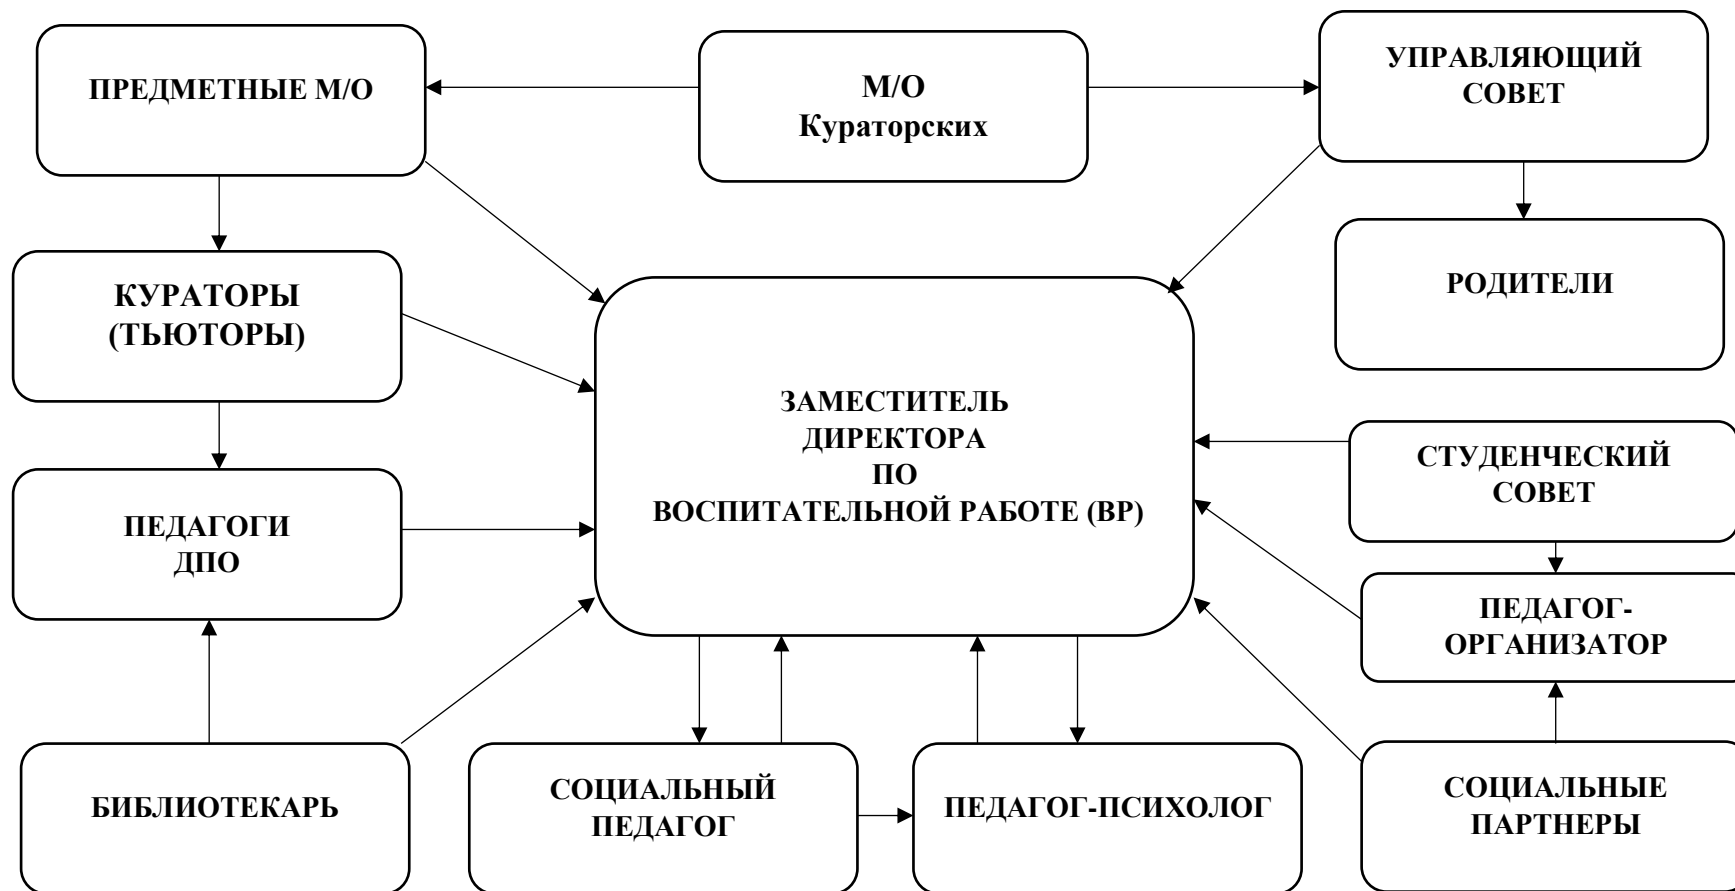 ПРЕДМЕТНЫЕ М/О
М/О
Кураторских
УПРАВЛЯЮЩИЙ
СОВЕТ
КУРАТОРЫ
(ТЬЮТОРЫ)
РОДИТЕЛИ
ЗАМЕСТИТЕЛЬ
ДИРЕКТОРА
ПО
ВОСПИТАТЕЛЬНОЙ РАБОТЕ (ВР)
СТУДЕНЧЕСКИЙ
СОВЕТ
ПЕДАГОГИ
ДПО
ПЕДАГОГ-
ОРГАНИЗАТОР
БИБЛИОТЕКАРЬ
СОЦИАЛЬНЫЙ
ПЕДАГОГ
ПЕДАГОГ-ПСИХОЛОГ
СОЦИАЛЬНЫЕ
ПАРТНЕРЫ